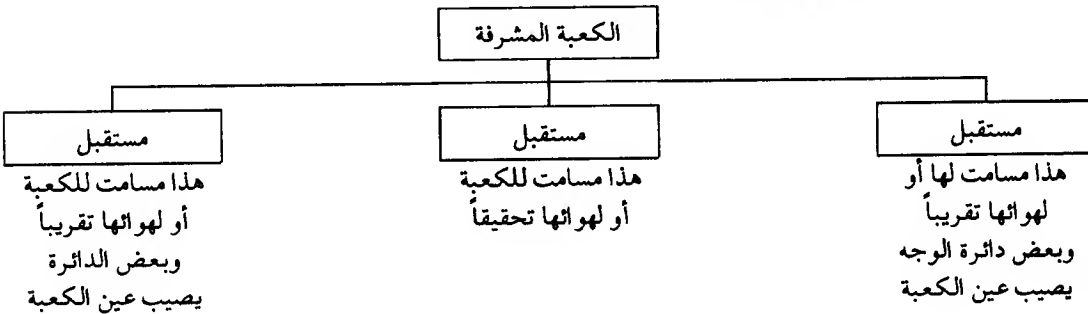 الكعبة المشرفة
مستقبل
هذا مسامت لها أو
لهوائها تقريباً
وبعض دائرة الوجه
يصيب عين الكعبة
مستقبل
هذا مسامت للكعبة
أو لهوائها تحقيقاً
مستقبل
هذا مسامت للكعبة
أو لهوائها تقريباً
وبعض الدائرة
يصيب عين الكعبة